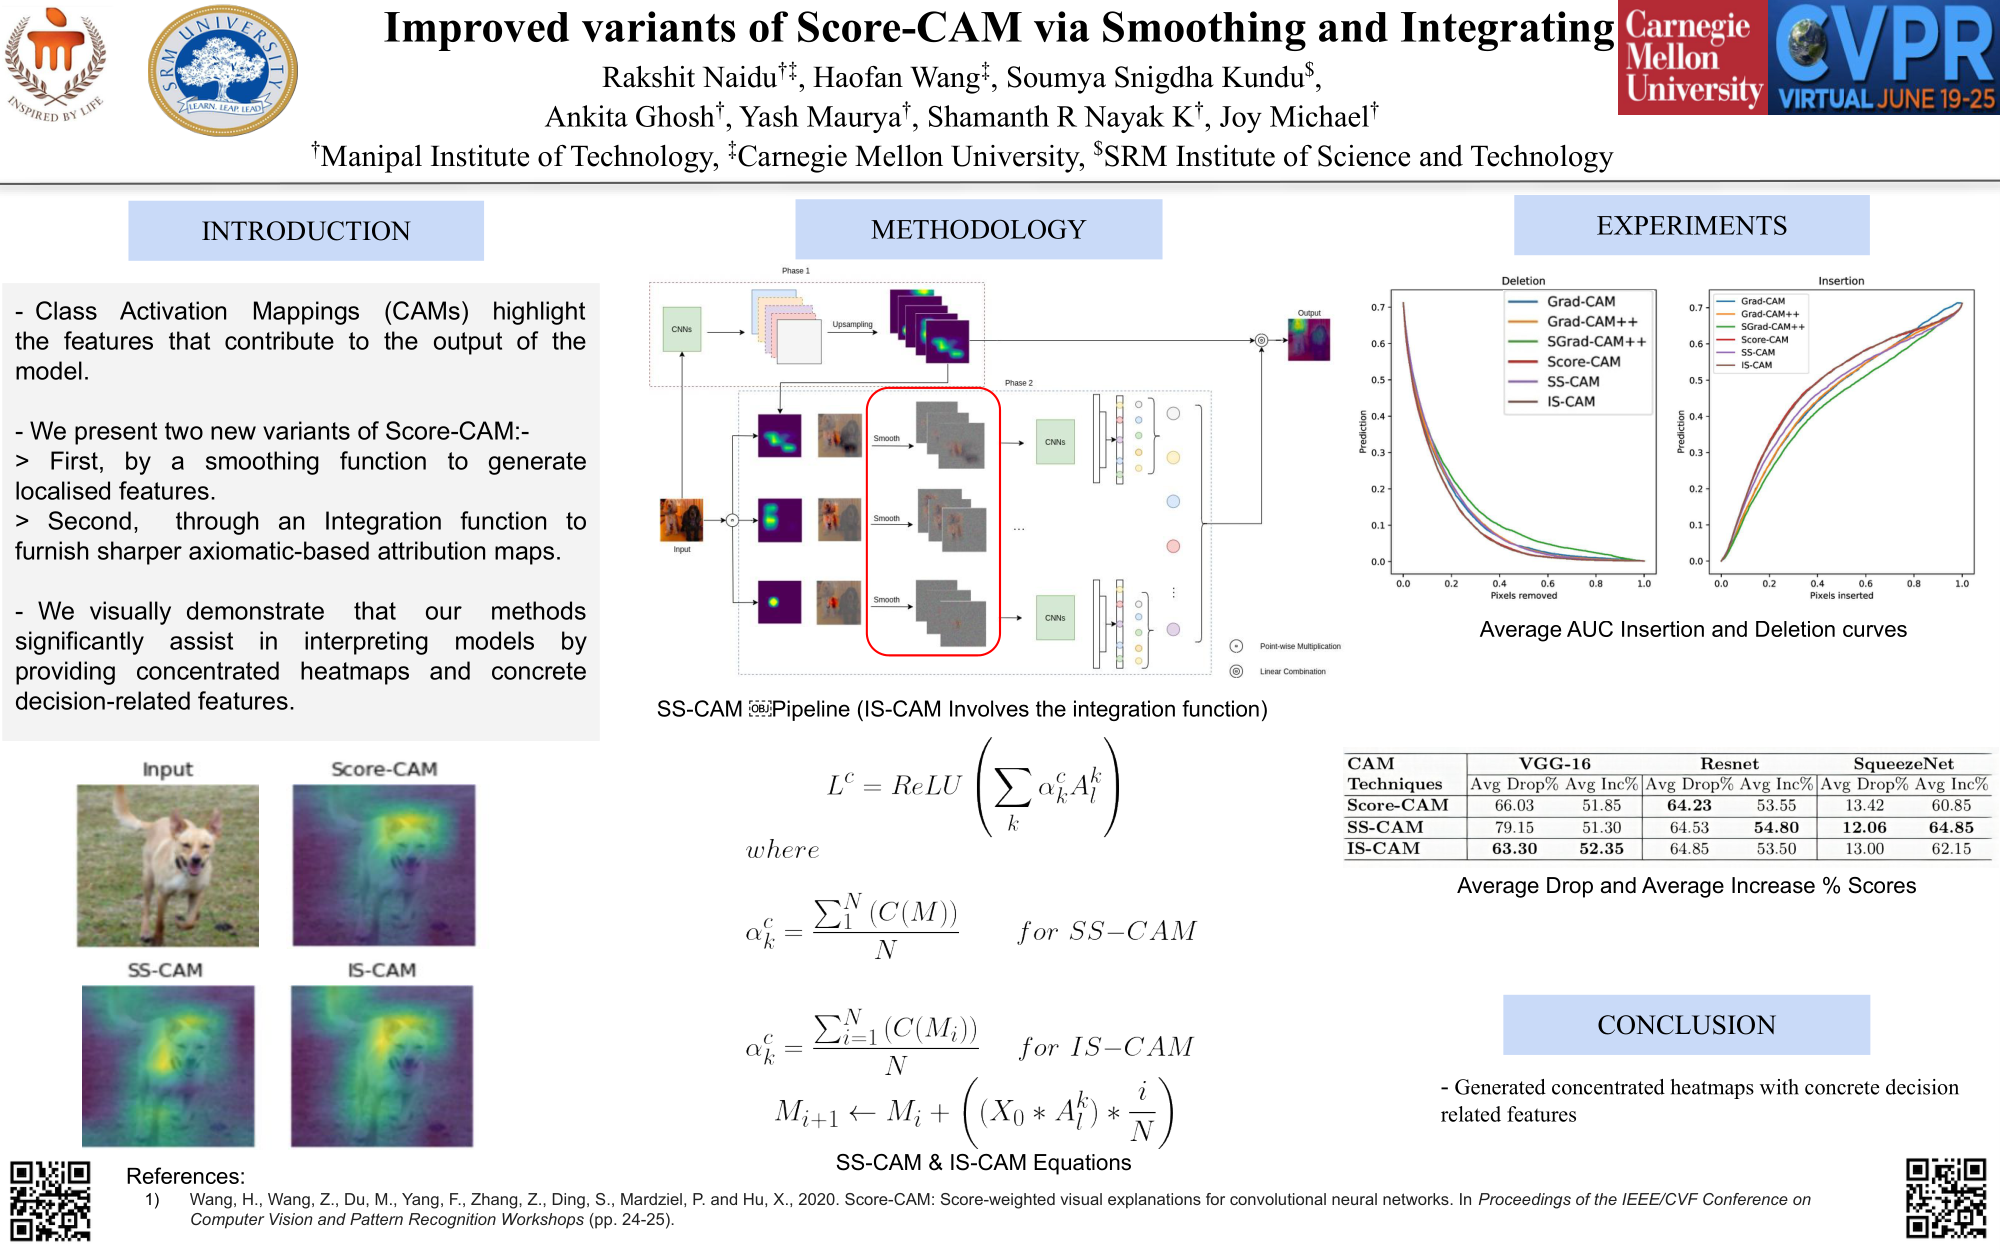 Improved variants of Score-CAM via Smoothing and Integrating
Rakshit Naidu†‡, Haofan Wang‡, Soumya Snigdha Kundu$,
Ankita Ghosh†, Yash Maurya†, Shamanth R Nayak K†, Joy Michael†
†Manipal Institute of Technology, ‡Carnegie Mellon University, $SRM Institute of Science and Technology
INSPIRED BY LIFE
SRM UNIVERSITY
LEARN. LEAP. LEAD
Carnegie
Mellon
University
CVPR
VIRTUAL JUNE 19-25
INTRODUCTION
- Class Activation Mappings (CAMs) highlight
the features that contribute to the output of the
model.
- We present two new variants of Score-CAM:-
> First, by a smoothing function to generate
localised features.
> Second, through an Integration function to
furnish sharper axiomatic-based attribution maps.
- We visually demonstrate that our methods
significantly assist in interpreting models by
providing concentrated heatmaps and concrete
decision-related features.
Input Score-CAM
SS-CAM IS-CAM
METHODOLOGY
Phase 1
CNNs
Upsampling
Output
Phase 2
Smooth
CNNs
Input
Smooth
...
Smooth
CNNs
Point-wise Multiplication
Linear Combination
SS-CAM OBJPipeline (IS-CAM Involves the integration function)
L^c = ReLU (∑_k α_k^c A_l^k)
where
α_k^c = ∑_1^N (C(M)) / N for SS−CAM
α_k^c = ∑_{i=1}^N (C(M_i)) / N for IS−CAM
M_{i+1} ← M_i + ((X_0 ∗ A_l^k) ∗ i/N)
SS-CAM & IS-CAM Equations
EXPERIMENTS
Deletion
Grad-CAM
Grad-CAM++
SGrad-CAM++
Score-CAM
SS-CAM
IS-CAM
Prediction
0.7
0.6
0.5
0.4
0.3
0.2
0.1
0.0
0.0 0.2 0.4 0.6 0.8 1.0
Pixels removed
Insertion
Grad-CAM
Grad-CAM++
SGrad-CAM++
Score-CAM
SS-CAM
IS-CAM
Prediction
0.7
0.6
0.5
0.4
0.3
0.2
0.1
0.0
0.0 0.2 0.4 0.6 0.8 1.0
Pixels inserted
Average AUC Insertion and Deletion curves
CAM VGG-16 Resnet SqueezeNet
Techniques Avg Drop% Avg Inc% Avg Drop% Avg Inc% Avg Drop% Avg Inc%
Score-CAM 66.03 51.85 64.23 53.55 13.42 60.85
SS-CAM 79.15 51.30 64.53 54.80 12.06 64.85
IS-CAM 63.30 52.35 64.85 53.50 13.00 62.15
Average Drop and Average Increase % Scores
CONCLUSION
- Generated concentrated heatmaps with concrete decision
related features
References:
1) Wang, H., Wang, Z., Du, M., Yang, F., Zhang, Z., Ding, S., Mardziel, P. and Hu, X., 2020. Score-CAM: Score-weighted visual explanations for convolutional neural networks. In Proceedings of the IEEE/CVF Conference on
Computer Vision and Pattern Recognition Workshops (pp. 24-25).